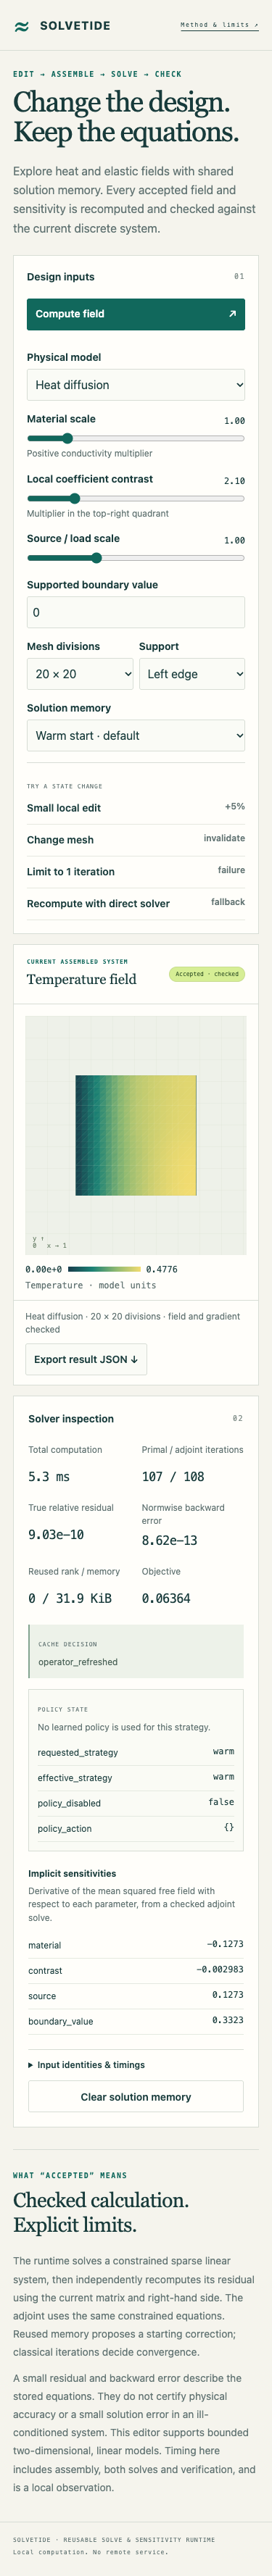 SOLVETIDE
Method & limits ↗
EDIT → ASSEMBLE → SOLVE → CHECK
Change the design.
Keep the equations.
Explore heat and elastic fields with shared
solution memory. Every accepted field and
sensitivity is recomputed and checked against
the current discrete system.
Design inputs 01
Compute field ↗
Physical model
Heat diffusion
Material scale 1.00
Positive conductivity multiplier
Local coefficient contrast 2.10
Multiplier in the top-right quadrant
Source / load scale 1.00
Supported boundary value
0
Mesh divisions Support
20 × 20 Left edge
Solution memory
Warm start · default
TRY A STATE CHANGE
Small local edit +5%
Change mesh invalidate
Limit to 1 iteration failure
Recompute with direct solver fallback
CURRENT ASSEMBLED SYSTEM
Temperature field
Accepted · checked
y ↑
0 x → 1
0.00e+0 0.4776
Temperature · model units
Heat diffusion · 20 × 20 divisions · field and gradient
checked
Export result JSON ↓
Solver inspection 02
Total computation Primal / adjoint iterations
5.3 ms 107 / 108
True relative residual Normwise backward
error
9.03e-10 8.62e-13
Reused rank / memory Objective
0 / 31.9 KiB 0.06364
CACHE DECISION
operator_refreshed
POLICY STATE
No learned policy is used for this strategy.
requested_strategy warm
effective_strategy warm
policy_disabled false
policy_action {}
Implicit sensitivities
Derivative of the mean squared free field with
respect to each parameter, from a checked adjoint
solve.
material -0.1273
contrast -0.002983
source 0.1273
boundary_value 0.3323
▶ Input identities & timings
Clear solution memory
WHAT “ACCEPTED” MEANS
Checked calculation.
Explicit limits.
The runtime solves a constrained sparse linear
system, then independently recomputes its residual
using the current matrix and right-hand side. The
adjoint uses the same constrained equations.
Reused memory proposes a starting correction;
classical iterations decide convergence.
A small residual and backward error describe the
stored equations. They do not certify physical
accuracy or a small solution error in an ill-
conditioned system. This editor supports bounded
two-dimensional, linear models. Timing here
includes assembly, both solves and verification, and
is a local observation.
SOLVETIDE · REUSABLE SOLVE & SENSITIVITY RUNTIME
Local computation. No remote service.